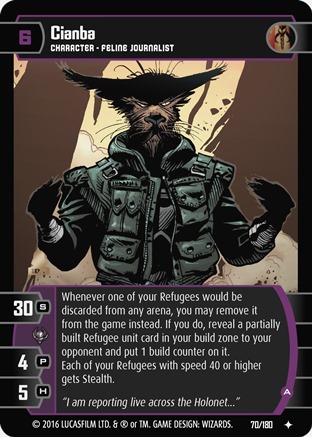 6
Cianba
CHARACTER - FELINE JOURNALIST
30 S
4 P
5 H
Whenever one of your Refugees would be
discarded from any arena, you may remove it
from the game instead. If you do, reveal a partially
built Refugee unit card in your build zone to your
opponent and put 1 build counter on it.
Each of your Refugees with speed 40 or higher
gets Stealth.
"I am reporting live across the Holonet..."
A
© 2016 LUCASFILM LTD. & ® OR ™. GAME DESIGN: WIZARDS.
70/180